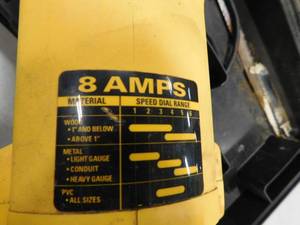 8 AMPS
MATERIAL SPEED DIAL RANGE
1 2 3 4 5 6
WOOD
• 1" AND BELOW
• ABOVE 1"
METAL
• LIGHT GAUGE
• CONDUIT
• HEAVY GAUGE
PVC
• ALL SIZES